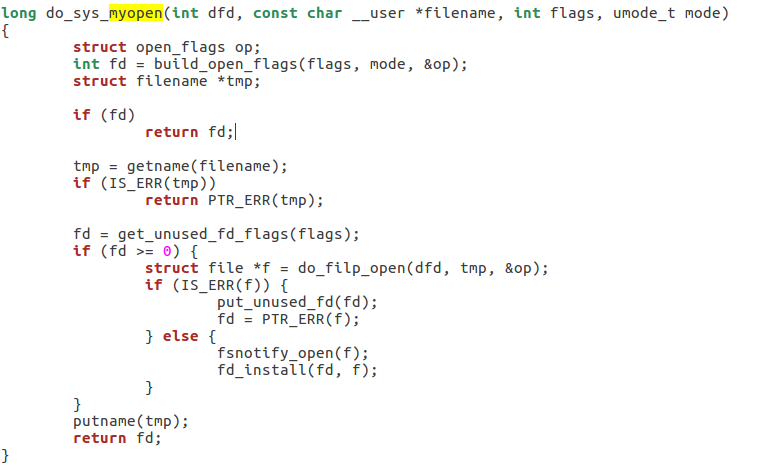 long do_sys_myopen(int dfd, const char __user *filename, int flags, umode_t mode)
{
        struct open_flags op;
        int fd = build_open_flags(flags, mode, &op);
        struct filename *tmp;

        if (fd)
                return fd;

        tmp = getname(filename);
        if (IS_ERR(tmp))
                return PTR_ERR(tmp);

        fd = get_unused_fd_flags(flags);
        if (fd >= 0) {
                struct file *f = do_filp_open(dfd, tmp, &op);
                if (IS_ERR(f)) {
                        put_unused_fd(fd);
                        fd = PTR_ERR(f);
                } else {
                        fsnotify_open(f);
                        fd_install(fd, f);
                }
        }
        putname(tmp);
        return fd;
}